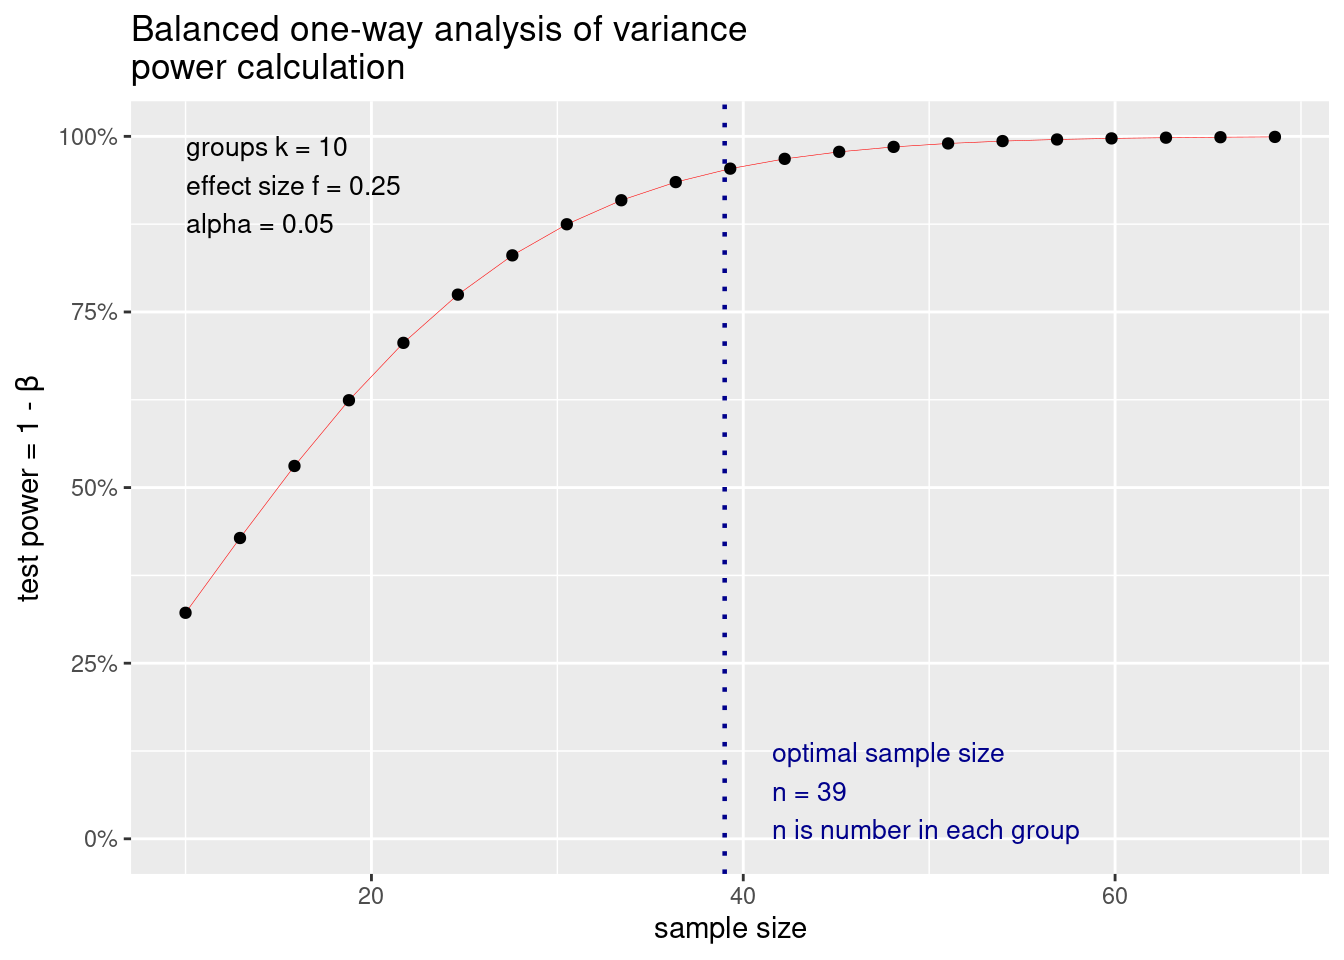 Balanced one-way analysis of variance
power calculation
100%
75%
50%
25%
0%
test power = 1 - β
groups k = 10
effect size f = 0.25
alpha = 0.05
optimal sample size
n = 39
n is number in each group
20
40
60
sample size